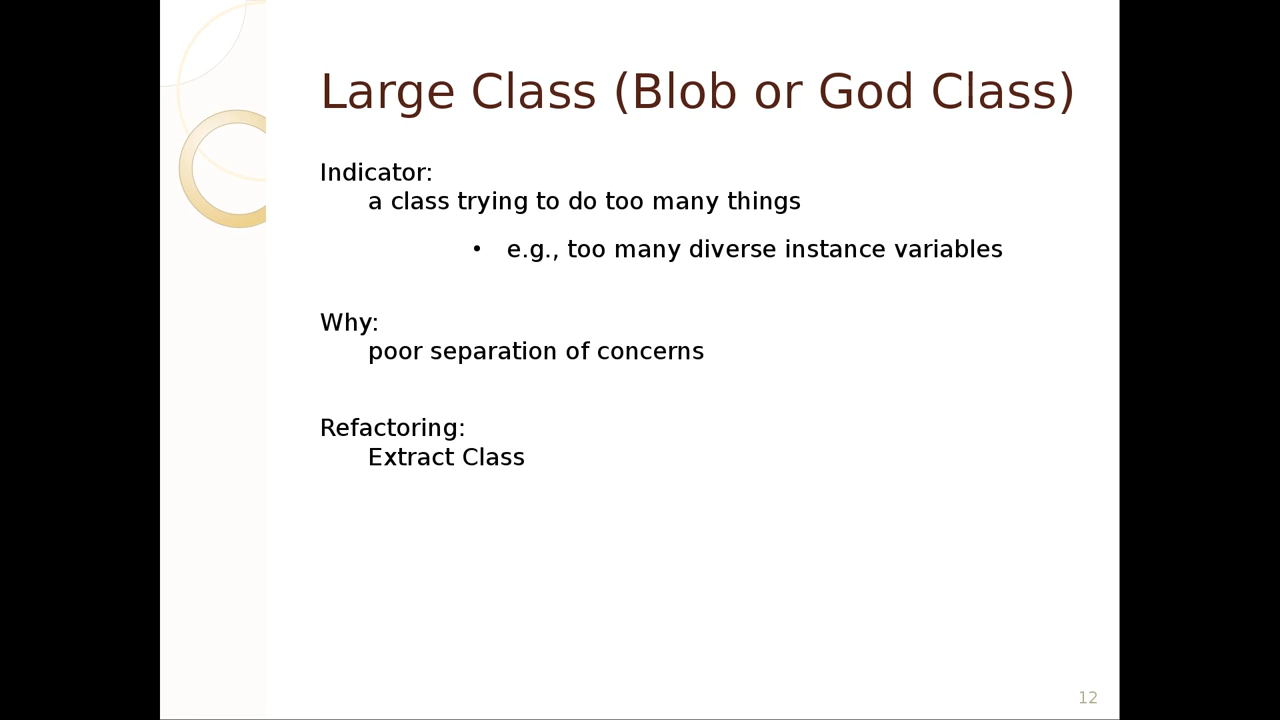 Large Class (Blob or God Class)
Indicator:
a class trying to do too many things
• e.g., too many diverse instance variables
Why:
poor separation of concerns
Refactoring:
Extract Class
12